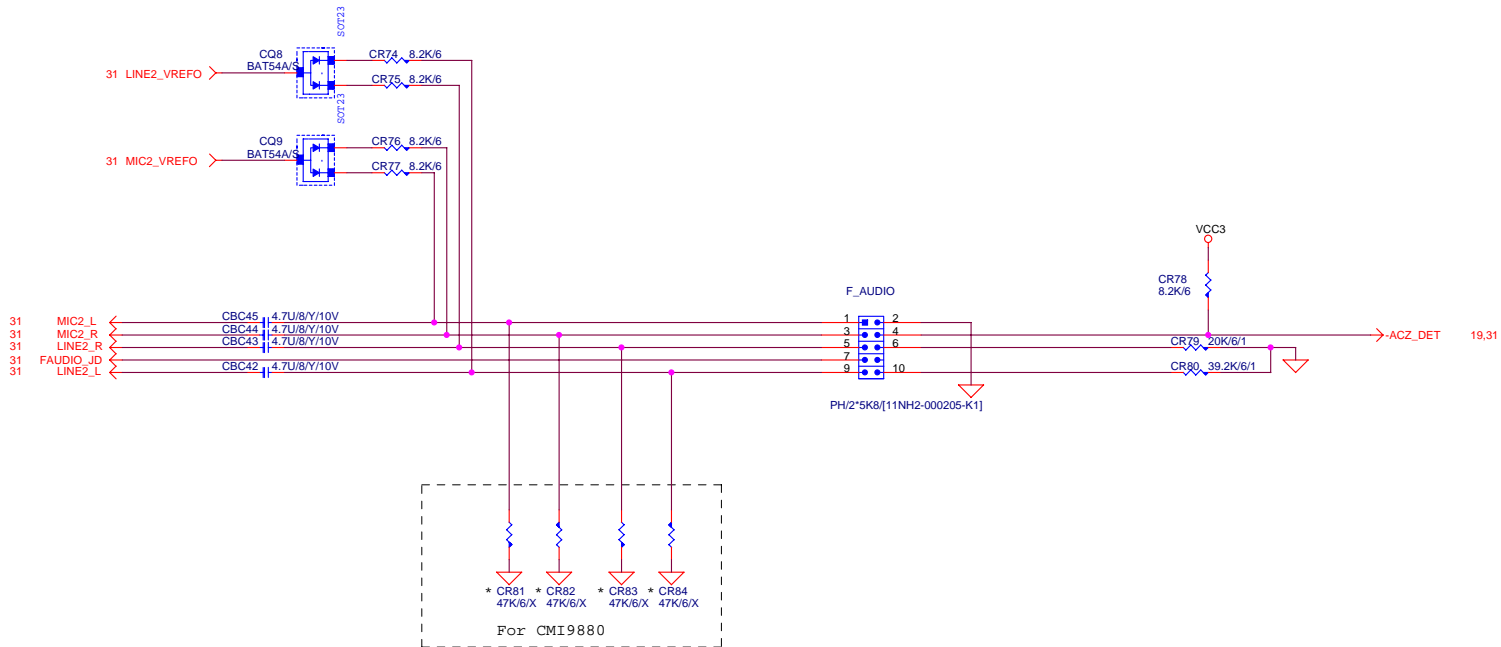 SOT23
CQ8
BAT54A/S
CR74 8.2K/6
31 LINE2_VREFO
CR75 8.2K/6
SOT23
CQ9
BAT54A/S
CR76 8.2K/6
31 MIC2_VREFO
CR77 8.2K/6
VCC3
CR78
8.2K/6
F_AUDIO
31 MIC2_L
CBC45 4.7U/8/Y/10V
1 2
31 MIC2_R
CBC44 4.7U/8/Y/10V
3 4
-ACZ_DET 19,31
31 LINE2_R
CBC43 4.7U/8/Y/10V
5 6
CR79 20K/6/1
31 FAUDIO_JD
7
31 LINE2_L
CBC42 4.7U/8/Y/10V
9 10
CR80 39.2K/6/1
PH/2*5K8/[11NH2-000205-K1]
* CR81 * CR82 * CR83 * CR84
47K/6/X 47K/6/X 47K/6/X 47K/6/X
For CMI9880